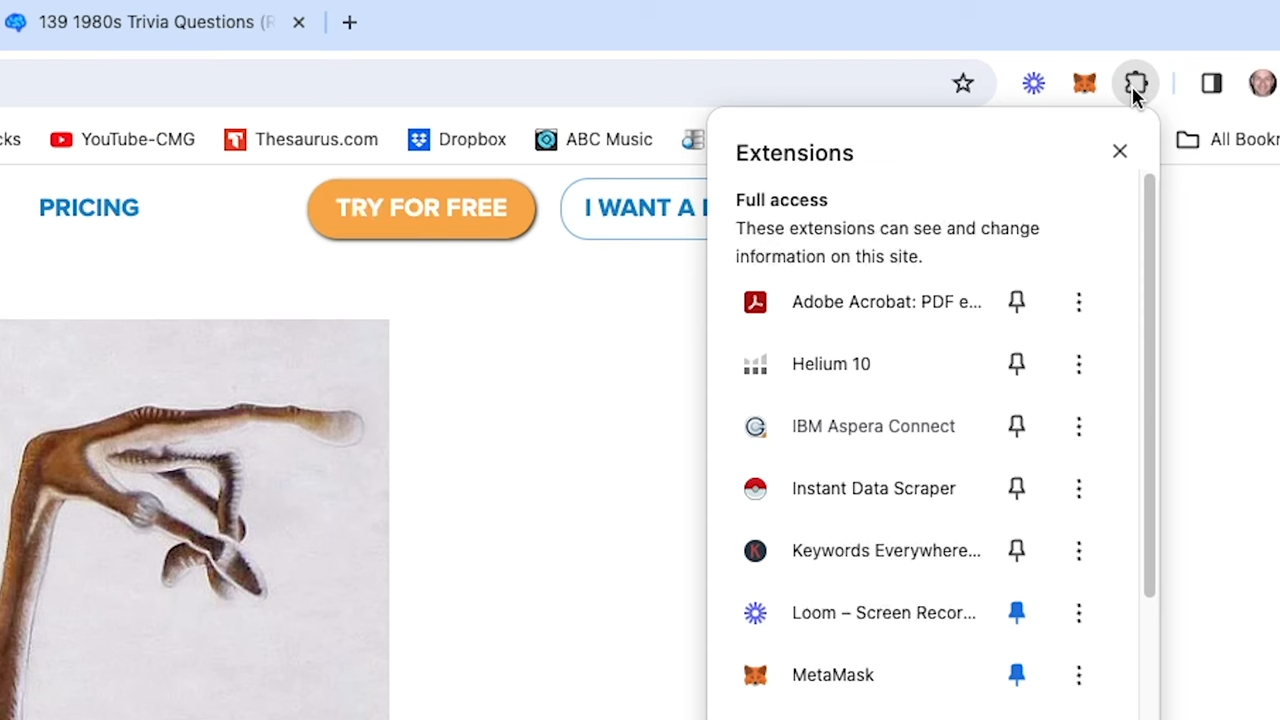 139 1980s Trivia Questions (R
cks
YouTube-CMG
Thesaurus.com
Dropbox
ABC Music
All Bookr
PRICING
TRY FOR FREE
I WANT A
Extensions
Full access
These extensions can see and change
information on this site.
Adobe Acrobat: PDF e...
Helium 10
IBM Aspera Connect
Instant Data Scraper
Keywords Everywhere...
Loom – Screen Recor...
MetaMask